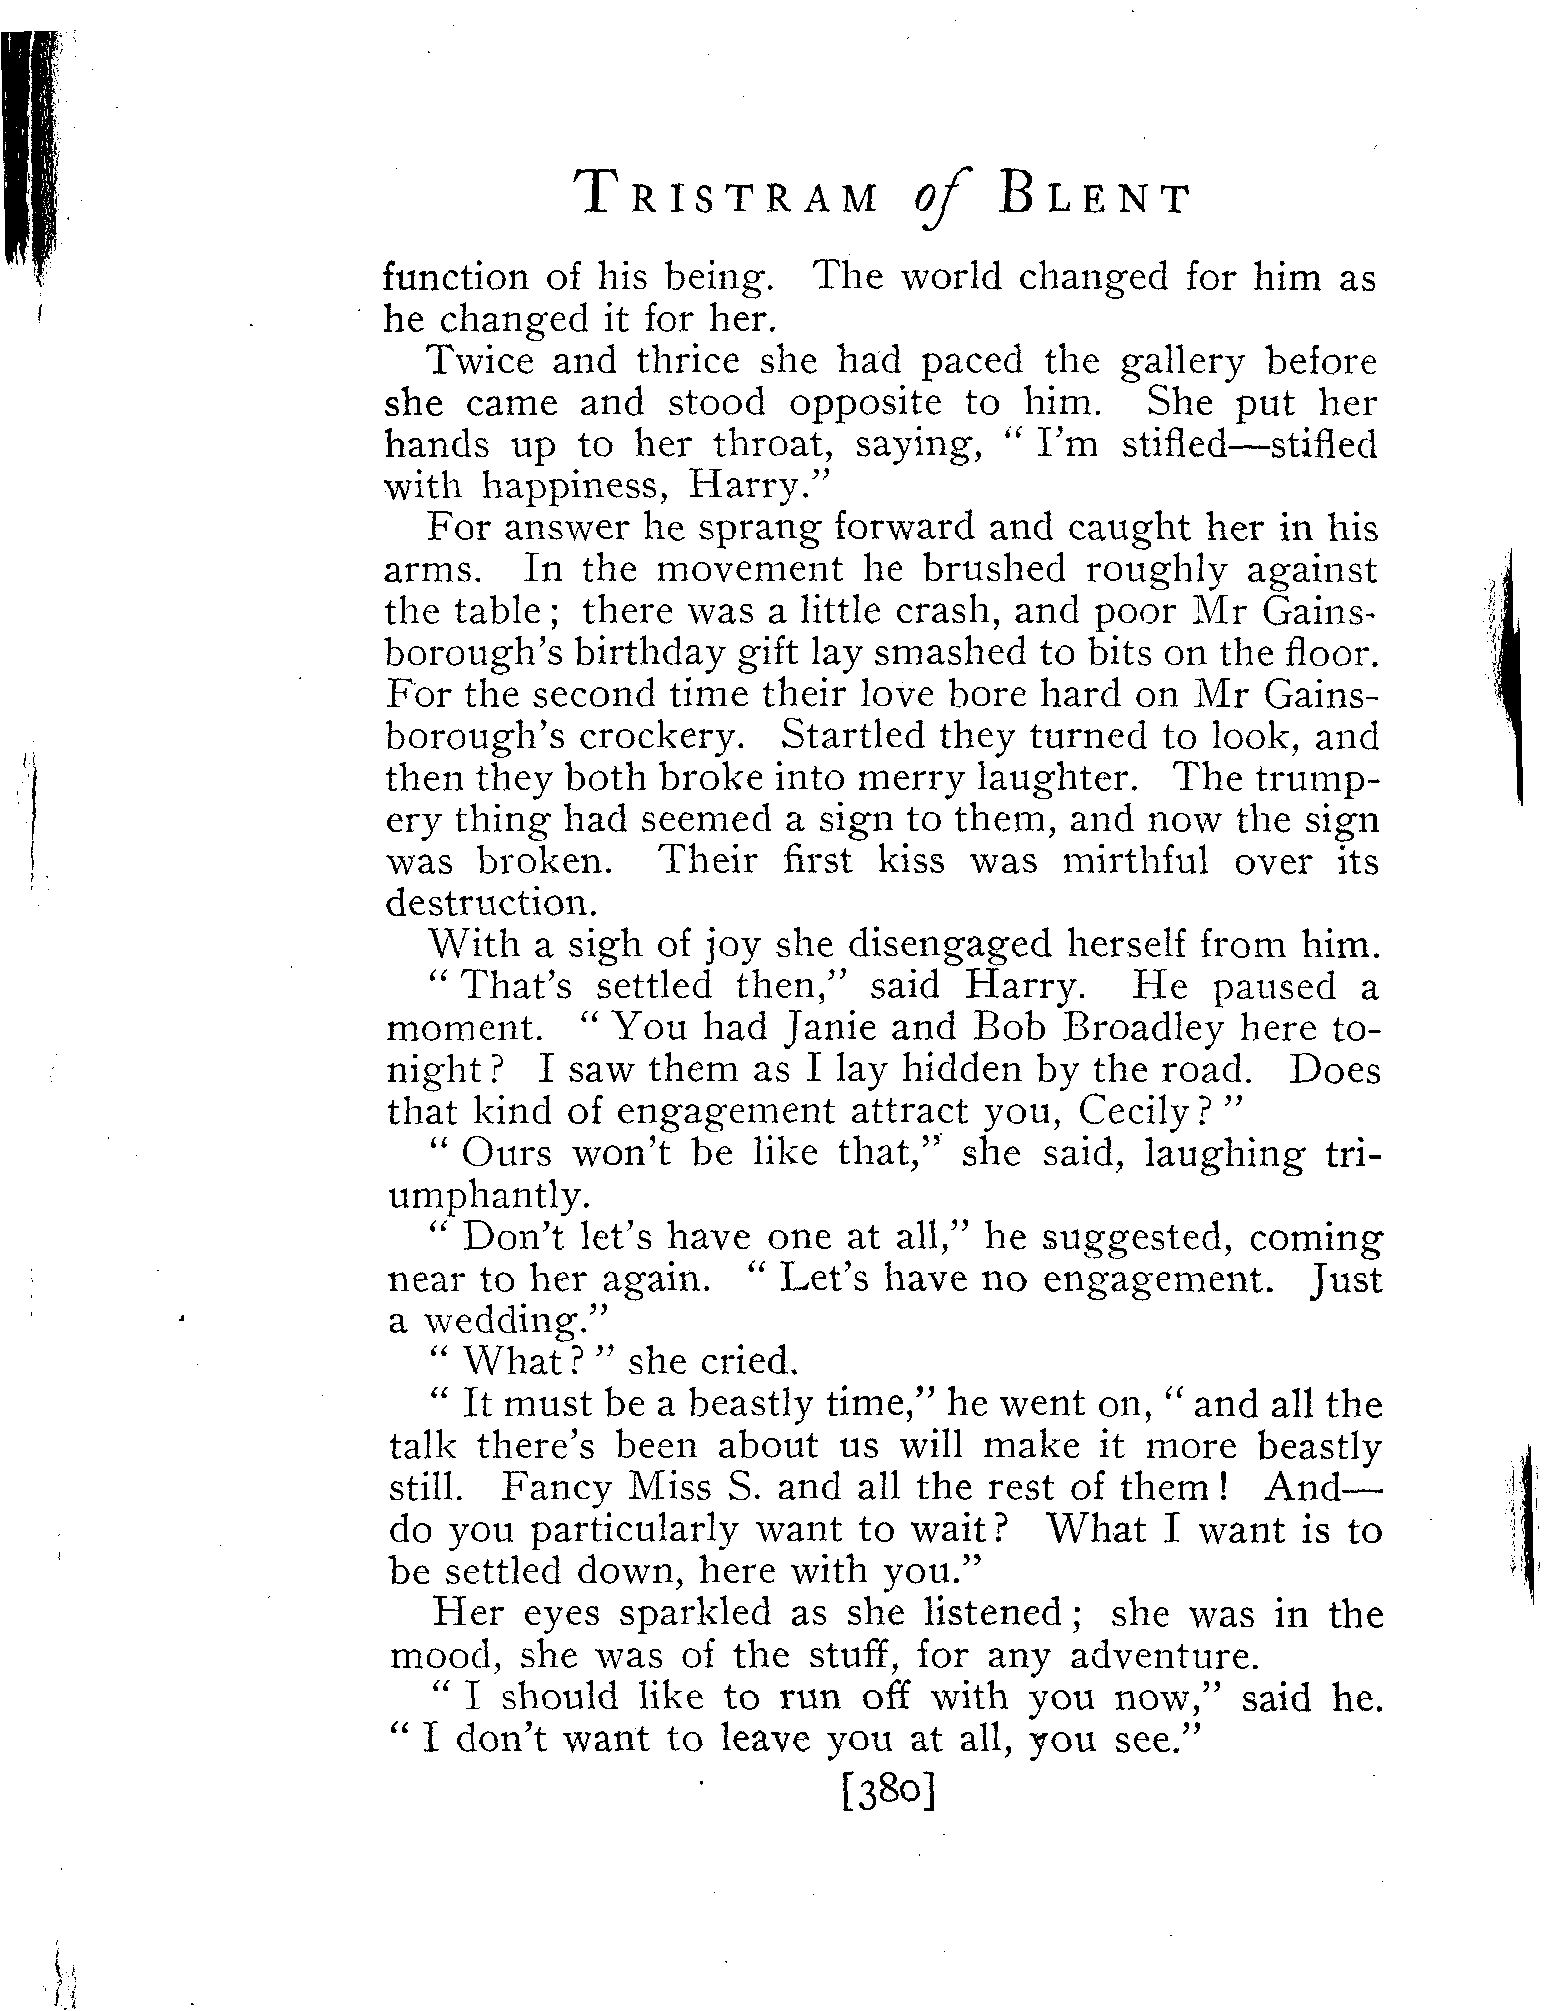 TRISTRAM of BLENT
function of his being. The world changed for him as
he changed it for her.
Twice and thrice she had paced the gallery before
she came and stood opposite to him. She put her
hands up to her throat, saying, “ I'm stifled—stifled
with happiness, Harry.”
For answer he sprang forward and caught her in his
arms. In the movement he brushed roughly against
the table ; there was a little crash, and poor Mr Gains-
borough's birthday gift lay smashed to bits on the floor.
For the second time their love bore hard on Mr Gains-
borough's crockery. Startled they turned to look, and
then they both broke into merry laughter. The trump-
ery thing had seemed a sign to them, and now the sign
was broken. Their first kiss was mirthful over its
destruction.
With a sigh of joy she disengaged herself from him.
“ That's settled then,” said Harry. He paused a
moment. “ You had Janie and Bob Broadley here to-
night ? I saw them as I lay hidden by the road. Does
that kind of engagement attract you, Cecily ? ”
“ Ours won't be like that,” she said, laughing tri-
umphantly.
“ Don't let's have one at all,” he suggested, coming
near to her again. “ Let's have no engagement. Just
a wedding.”
“ What ? ” she cried.
“ It must be a beastly time,” he went on, “ and all the
talk there's been about us will make it more beastly
still. Fancy Miss S. and all the rest of them ! And—
do you particularly want to wait ? What I want is to
be settled down, here with you.”
Her eyes sparkled as she listened ; she was in the
mood, she was of the stuff, for any adventure.
“ I should like to run off with you now,” said he.
“ I don't want to leave you at all, you see.”
[380]